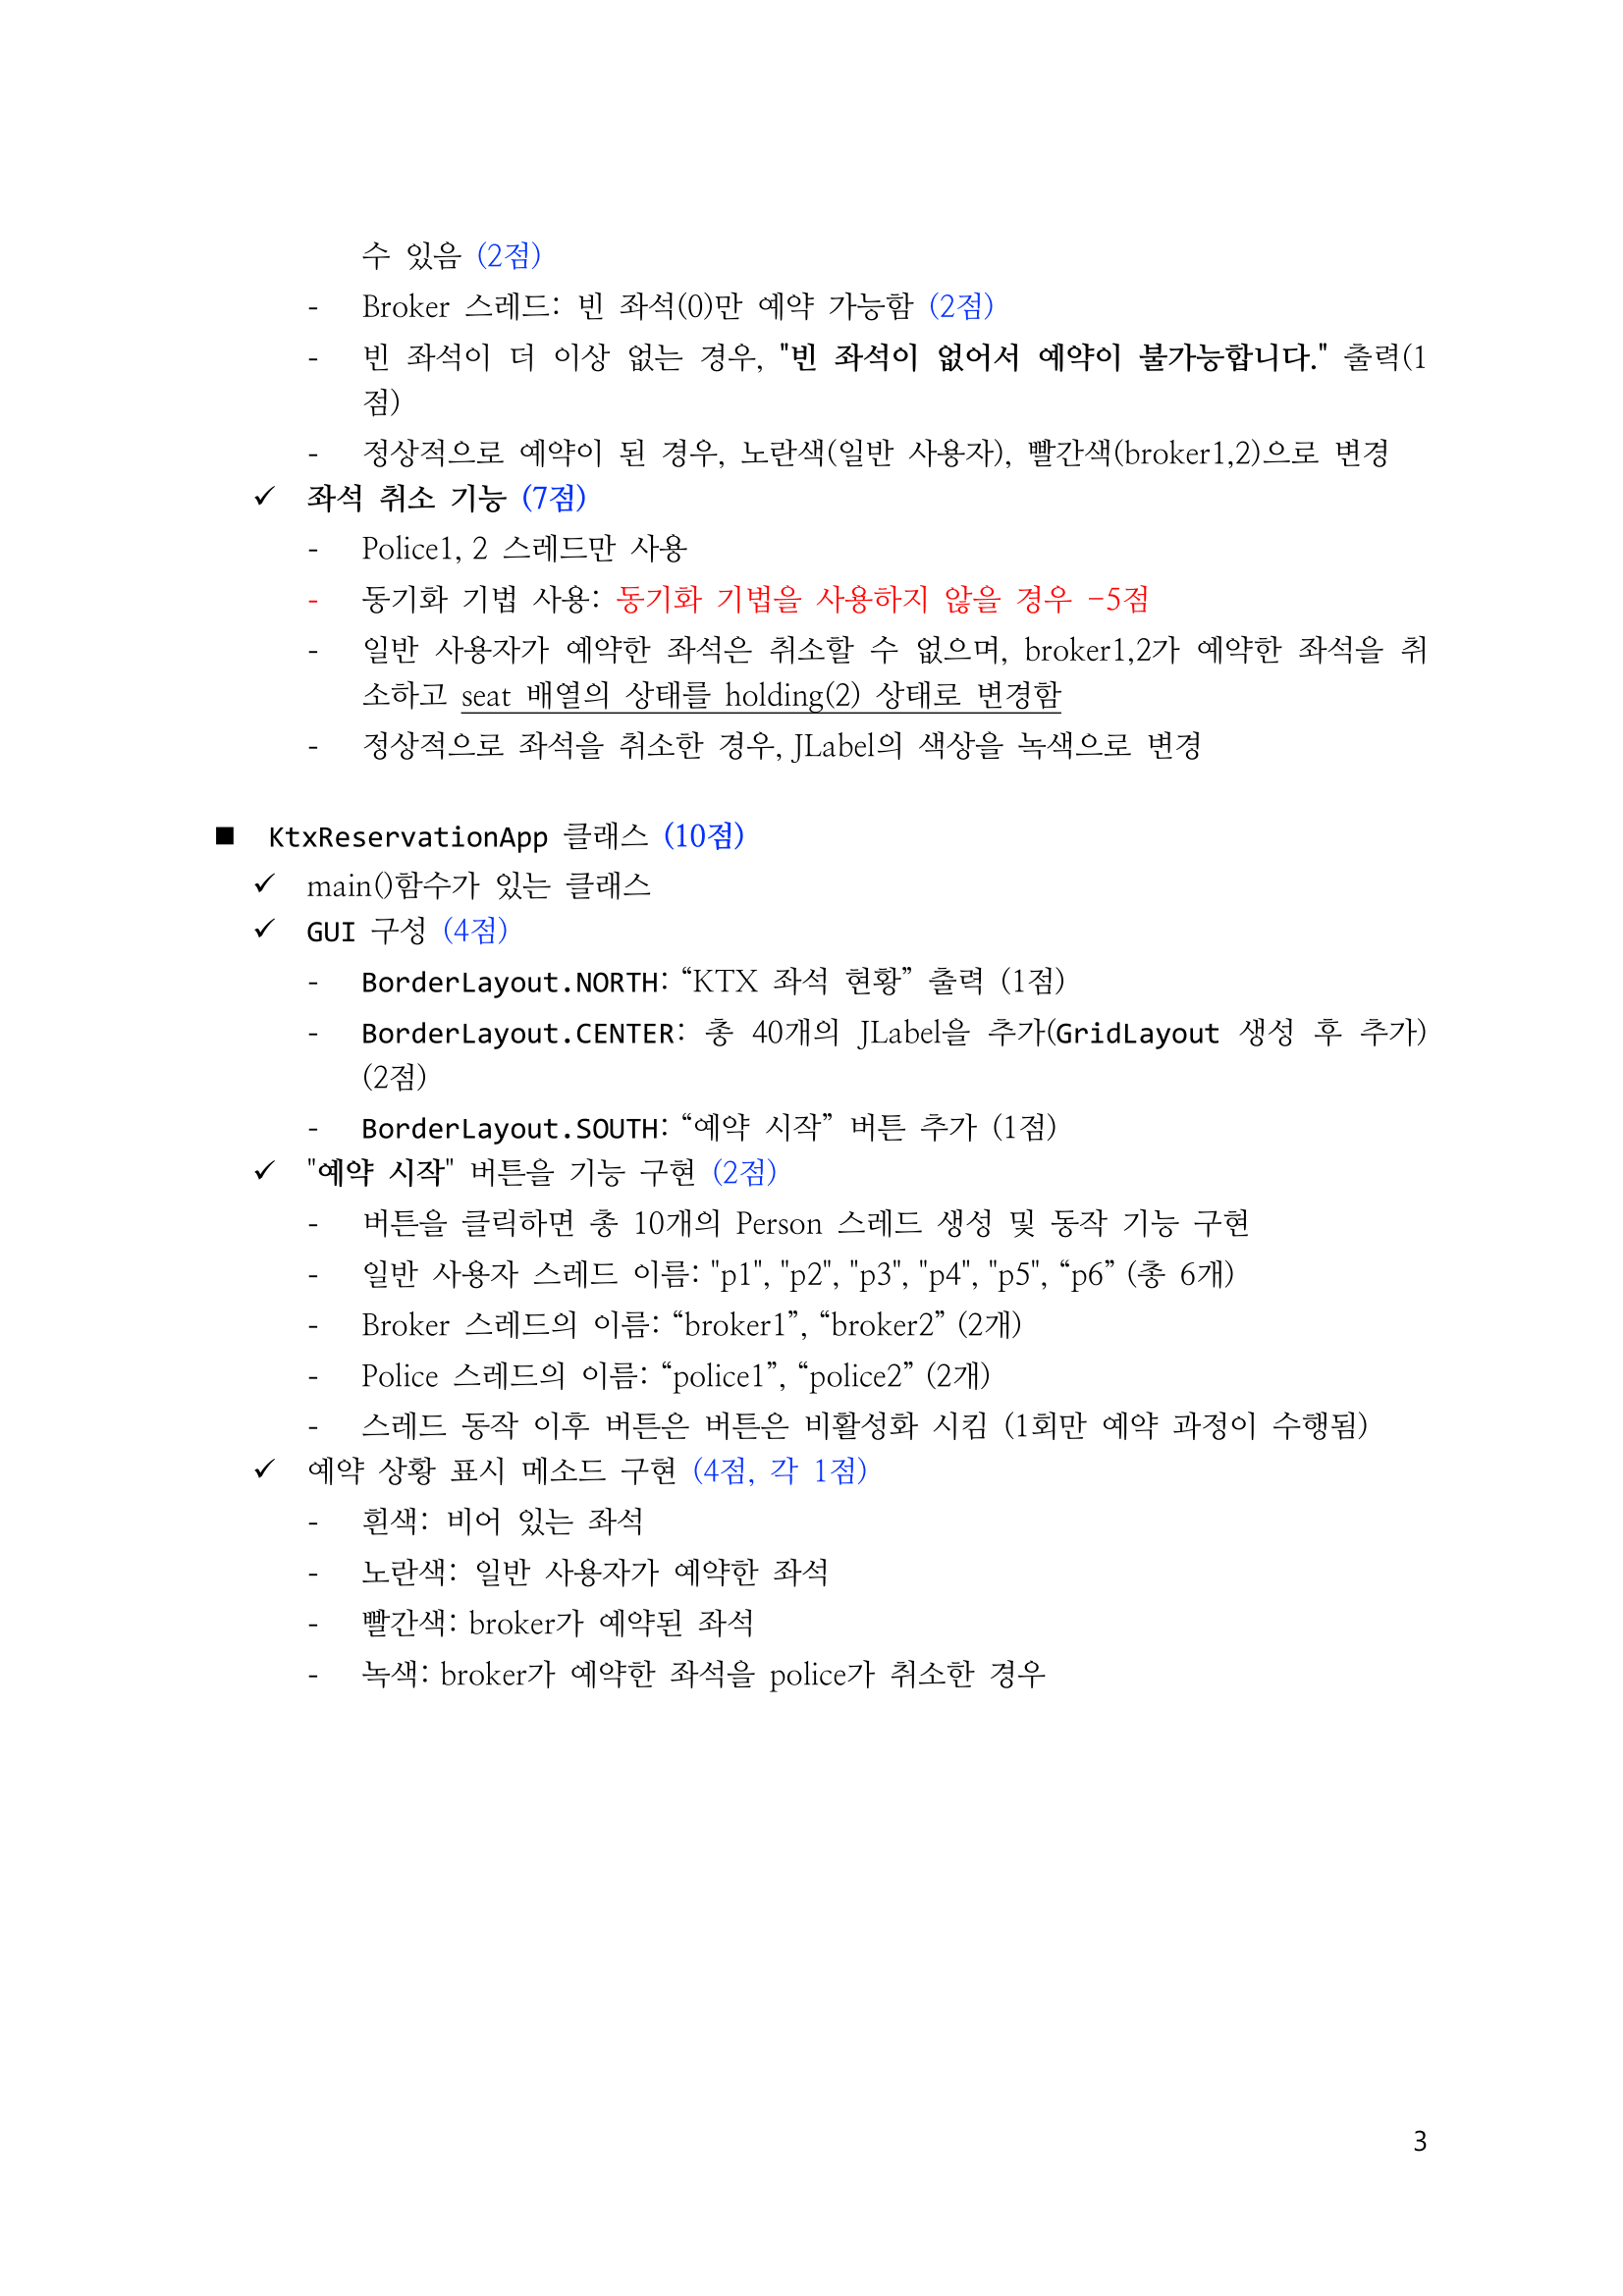 수 있음 (2점)
- Broker 스레드: 빈 좌석(0)만 예약 가능함 (2점)
- 빈 좌석이 더 이상 없는 경우, "빈 좌석이 없어서 예약이 불가능합니다." 출력(1
점)
- 정상적으로 예약이 된 경우, 노란색(일반 사용자), 빨간색(broker1,2)으로 변경
✓ 좌석 취소 기능 (7점)
- Police1, 2 스레드만 사용
- 동기화 기법 사용: 동기화 기법을 사용하지 않을 경우 -5점
- 일반 사용자가 예약한 좌석은 취소할 수 없으며, broker1,2가 예약한 좌석을 취
소하고 seat 배열의 상태를 holding(2) 상태로 변경함
- 정상적으로 좌석을 취소한 경우, JLabel의 색상을 녹색으로 변경
■ KtxReservationApp 클래스 (10점)
✓ main()함수가 있는 클래스
✓ GUI 구성 (4점)
- BorderLayout.NORTH: “KTX 좌석 현황” 출력 (1점)
- BorderLayout.CENTER: 총 40개의 JLabel을 추가(GridLayout 생성 후 추가)
(2점)
- BorderLayout.SOUTH: “예약 시작” 버튼 추가 (1점)
✓ "예약 시작" 버튼을 기능 구현 (2점)
- 버튼을 클릭하면 총 10개의 Person 스레드 생성 및 동작 기능 구현
- 일반 사용자 스레드 이름: "p1", "p2", "p3", "p4", "p5", “p6” (총 6개)
- Broker 스레드의 이름: “broker1”, “broker2” (2개)
- Police 스레드의 이름: “police1”, “police2” (2개)
- 스레드 동작 이후 버튼은 버튼은 비활성화 시킴 (1회만 예약 과정이 수행됨)
✓ 예약 상황 표시 메소드 구현 (4점, 각 1점)
- 흰색: 비어 있는 좌석
- 노란색: 일반 사용자가 예약한 좌석
- 빨간색: broker가 예약된 좌석
- 녹색: broker가 예약한 좌석을 police가 취소한 경우
3